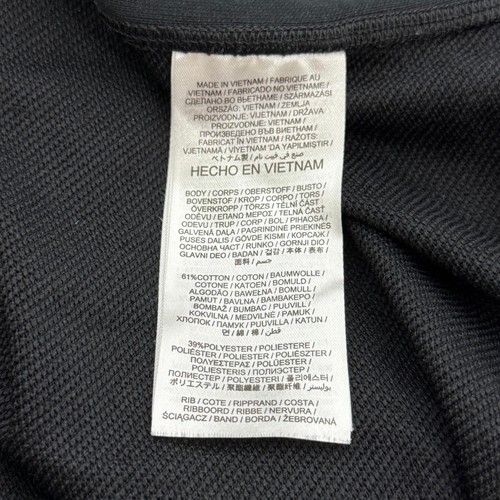 MADE IN VIETNAM / FABRIQUE AU
VIETNAM / FABRICADO NO VIETNAME /
СДЕЛАНО ВО ВЬЕТНАМЕ / SZÁRMAZÁSI
ORSZÁG: VIETNAM / ZEMLJA
PROIZVODNJE: VIJETNAM / DRŽAVA
PROIZVODNJE: VIETNAM /
ПРОИЗВЕДЕНО ВЪВ ВИЕТНАМ /
FABRICAT ÎN VIETNAM / RAŽOTS:
VJETNAMĀ / VİYETNAM 'DA YAPILMIŞTIR /
ベトナム製 / صنع في فيت نام
HECHO EN VIETNAM
BODY / CORPS / OBERSTOFF / BUSTO /
BOVENSTOF / KROP / CORPO / TORS /
ÖVERKROPP / TÖRZS / TĚLNÍ ČÁST
ODĚVU / ΕΠΑΝΩ ΜΕΡΟΣ / TELNÁ ČASŤ
ODEVU / TRUP / CORP / BOL / PIHAOSA /
GALVENĀ DAĻA / PAGRINDINĖ PRIEKINĖS
PUSĖS DALIS / GÖVDE KISMI / КОРСАЖ /
ОСНОВНА ЧАСТ / RUNKO / GORNJI DIO /
GLAVNI DEO / BADAN / 겉감 / 本体 / 表布 /
面料 / جسم
61%COTTON / COTON / BAUMWOLLE /
COTONE / KATOEN / BOMULD /
ALGODÃO / BAWEŁNA / BOMULL /
PAMUT / BAVLNA / ΒΑΜΒΑΚΕΡΟ /
BOMBAŽ / BUMBAC / PUUVILL /
KOKVILNA / MEDVILNĖ / PAMUK /
ХЛОПОК / ПАМУК / PUUVILLA / KATUN /
면 / 綿 / 棉 / قطن
39%POLYESTER / POLIESTERE /
POLIÉSTER / POLIESTER / POLIÉSZTER /
ΠΟΛΥΕΣΤΕΡΑΣ / POLÜESTER /
POLIESTERIS / ПОЛИЭСТЕР /
ПОЛИЕСТЕР / POLYESTERI / 폴리에스터 /
ポリエステル / 聚酯纖維 / 聚酯纤维 / بوليستر
RIB / COTE / RIPPRAND / COSTA /
RIBBOORD / RIBBE / NERVURA /
ŚCIĄGACZ / BAND / BORDA / ŽEBROVANÁ